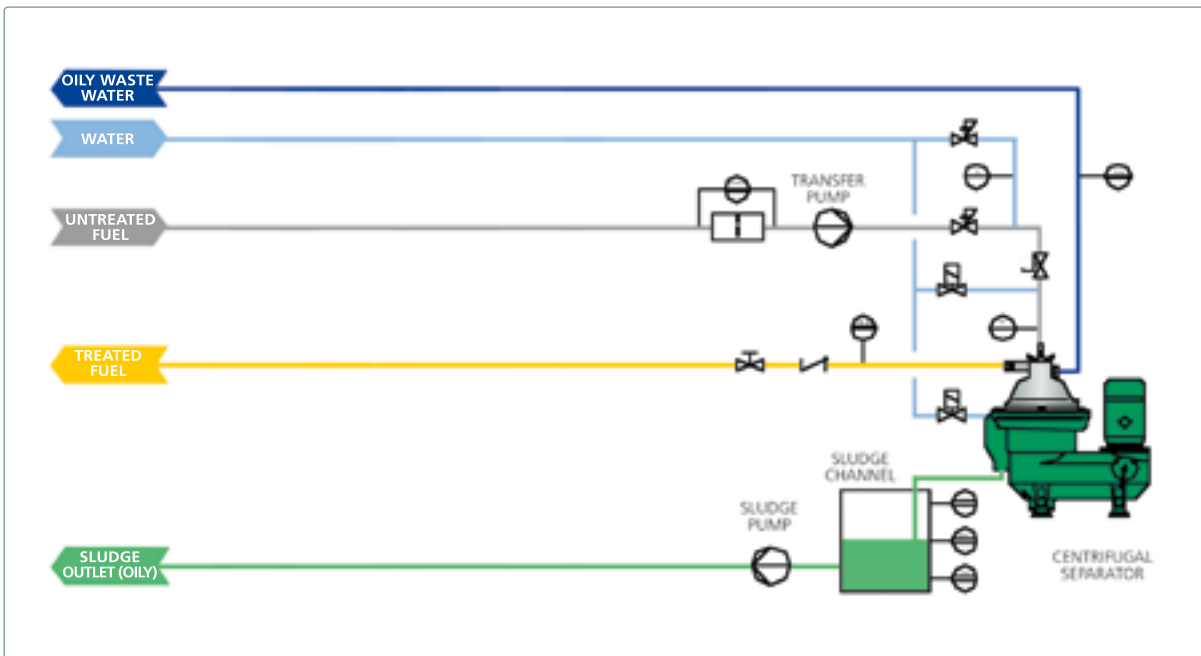 OILY WASTE
WATER
WATER
TRANSFER
PUMP
UNTREATED
FUEL
TREATED
FUEL
SLUDGE
CHANNEL
SLUDGE
PUMP
SLUDGE
OUTLET (OILY)
CENTRIFUGAL
SEPARATOR